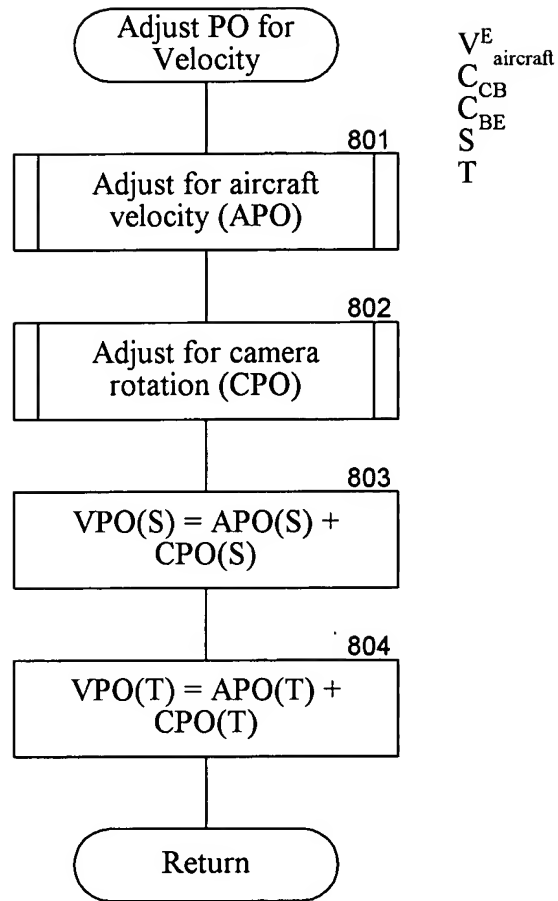 Adjust PO for
Velocity
V^E_aircraft
C_CB
C_BE
S
T
801
Adjust for aircraft
velocity (APO)
802
Adjust for camera
rotation (CPO)
803
VPO(S) = APO(S) +
CPO(S)
804
VPO(T) = APO(T) +
CPO(T)
Return